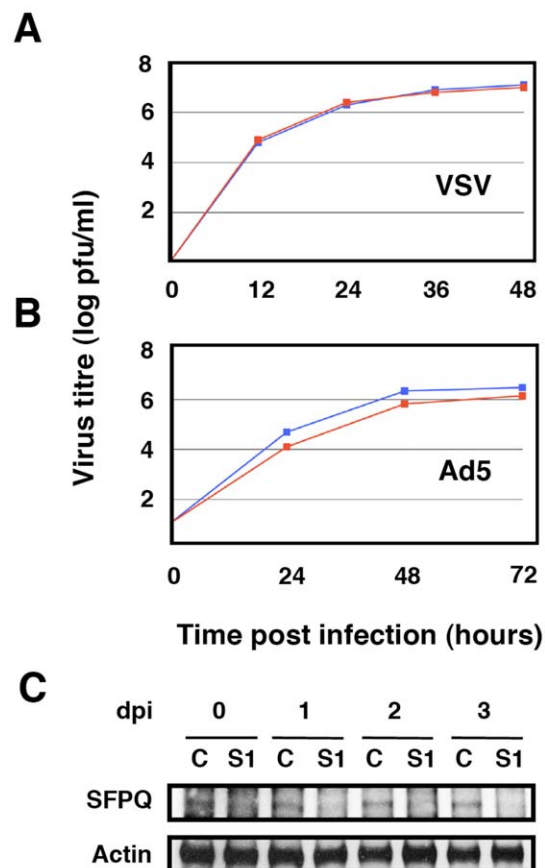 A
8
6
4
2
VSV
0 12 24 36 48
B
8
6
4
2
Ad5
0 24 48 72
Virus titre (log pfu/ml)
Time post infection (hours)
C
dpi 0 1 2 3
C S1 C S1 C S1 C S1
SFPQ
Actin